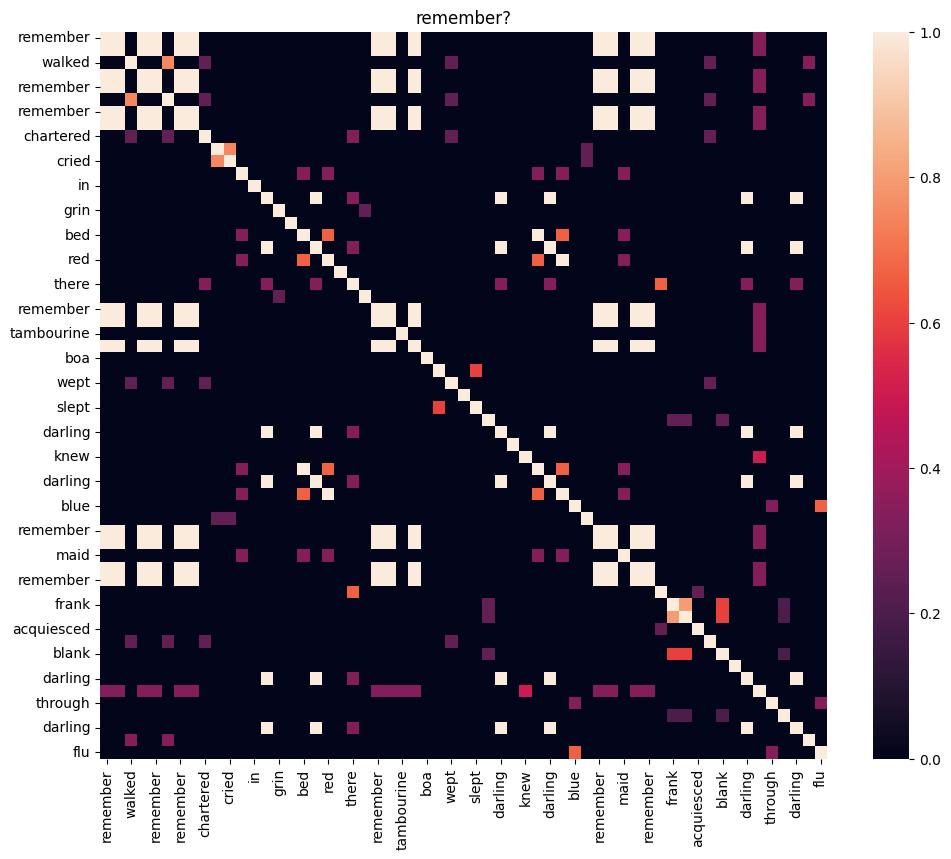 remember?
remember
walked
remember
remember
chartered
cried
in
grin
bed
red
there
remember
tambourine
boa
wept
slept
darling
knew
darling
blue
remember
maid
remember
frank
acquiesced
blank
darling
through
darling
flu
remember
walked
remember
remember
chartered
cried
in
grin
bed
red
there
remember
tambourine
boa
wept
slept
darling
knew
darling
blue
remember
maid
remember
frank
acquiesced
blank
darling
through
darling
flu
1.0
0.8
0.6
0.4
0.2
0.0